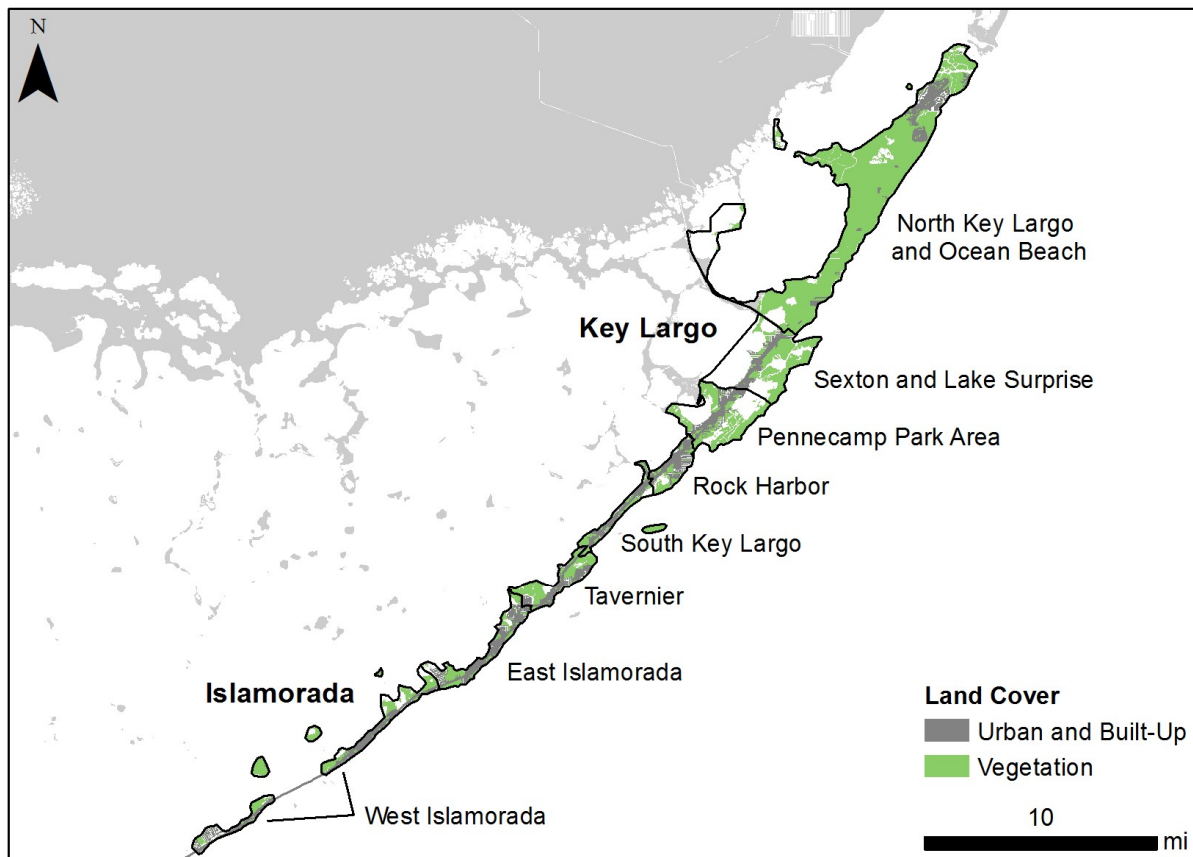 N
North Key Largo
and Ocean Beach
Key Largo
Sexton and Lake Surprise
Pennecamp Park Area
Rock Harbor
South Key Largo
Tavernier
East Islamorada
Islamorada
West Islamorada
Land Cover
Urban and Built-Up
Vegetation
10
mi